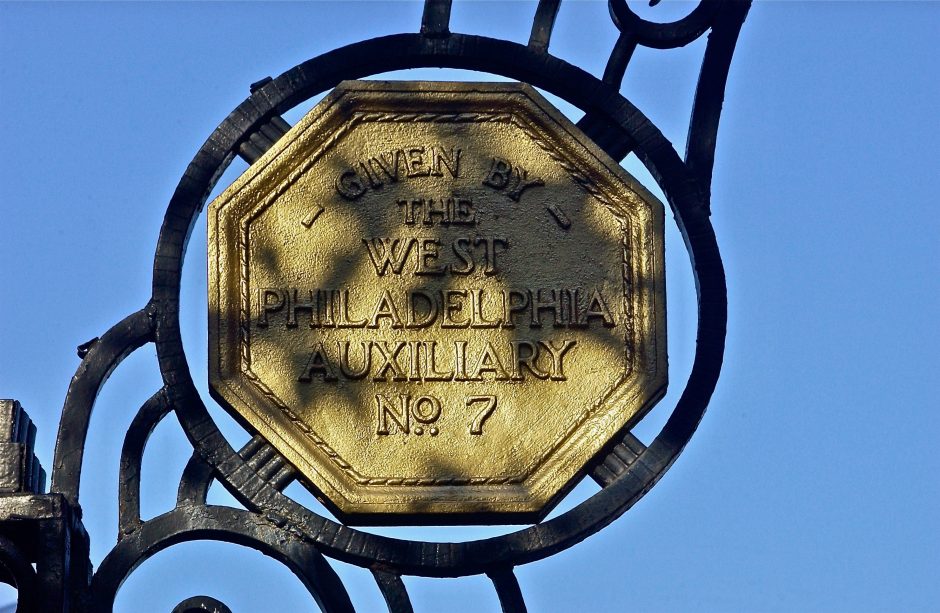 GIVEN BY
THE
WEST
PHILADELPHIA
AUXILIARY
No 7